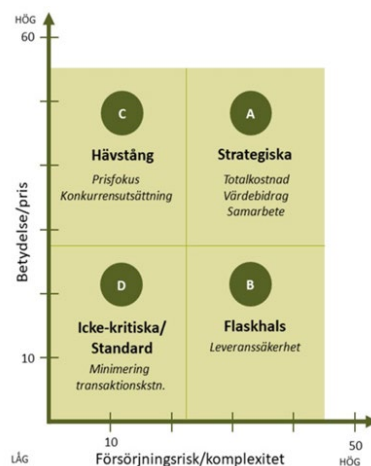 HÖG
60
C
A
Hävstång
Strategiska
Prisfokus
Konkurrensutsättning
Totalkostnad
Värdebidrag
Samarbete
Betydelse/pris
D
B
Icke-kritiska/
Standard
Flaskhals
Minimering
transaktionskstn.
Leveranssäkerhet
10
10
50
LÅG
Försörjningsrisk/komplexitet
HÖG